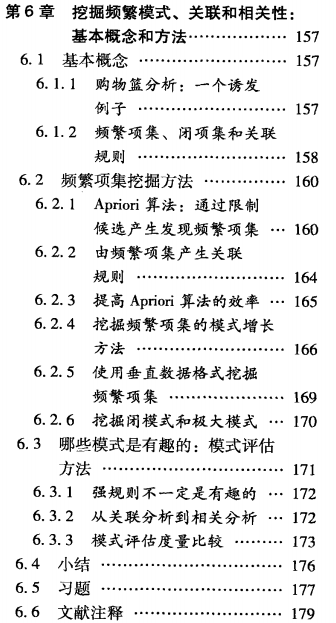 第 6 章　挖掘频繁模式、关联和相关性：
基本概念和方法 ……………… 157
6.1　基本概念 ……………………… 157
6.1.1　购物篮分析：一个诱发
例子 …………………… 157
6.1.2　频繁项集、闭项集和关联
规则 …………………… 158
6.2　频繁项集挖掘方法 …………… 160
6.2.1　Apriori 算法：通过限制
候选产生发现频繁项集 … 160
6.2.2　由频繁项集产生关联
规则 …………………… 164
6.2.3　提高 Apriori 算法的效率 … 165
6.2.4　挖掘频繁项集的模式增长
方法 …………………… 166
6.2.5　使用垂直数据格式挖掘
频繁项集 ……………… 169
6.2.6　挖掘闭模式和极大模式 … 170
6.3　哪些模式是有趣的：模式评估
方法 ………………………… 171
6.3.1　强规则不一定是有趣的 … 172
6.3.2　从关联分析到相关分析 … 172
6.3.3　模式评估度量比较 ……… 173
6.4　小结 …………………………… 176
6.5　习题 …………………………… 177
6.6　文献注释 ……………………… 179